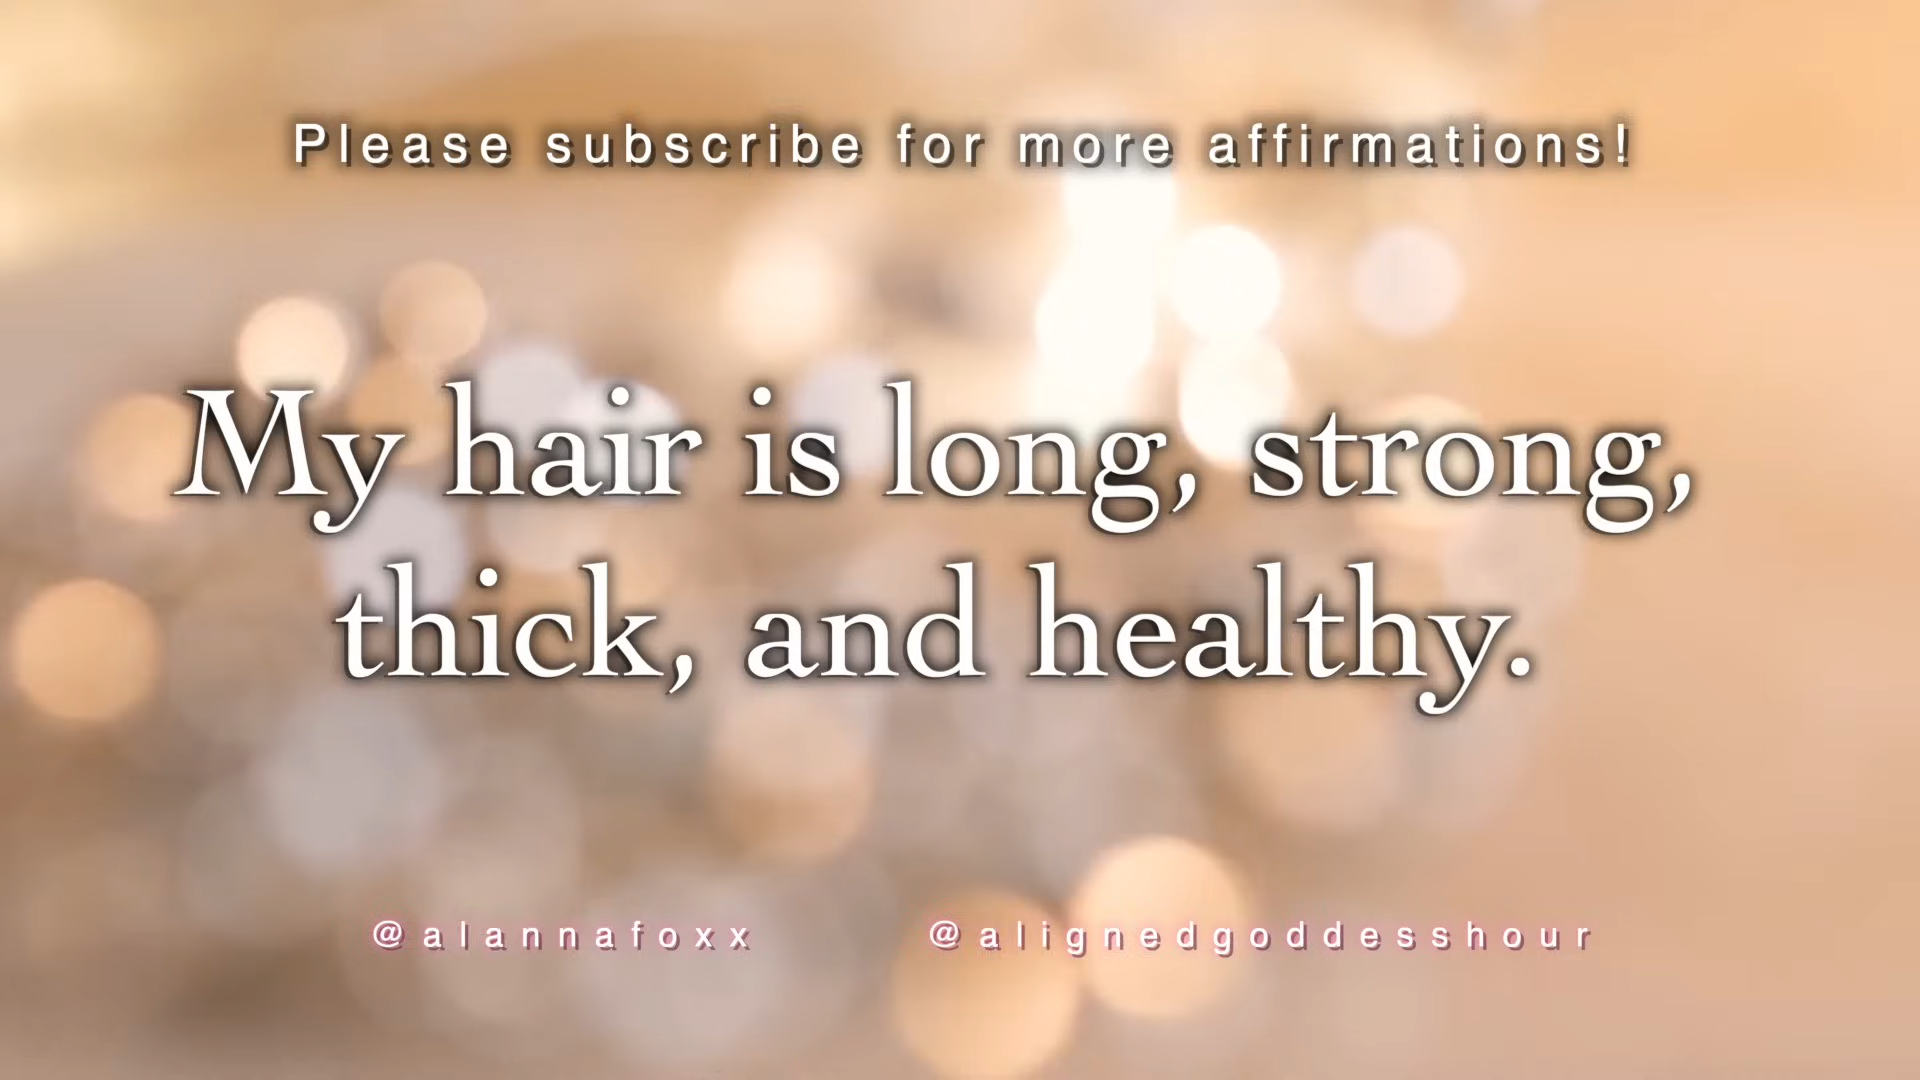 Please subscribe for more affirmations!
My hair is long, strong,
thick, and healthy.
@alannafoxx @alignedgoddesshour